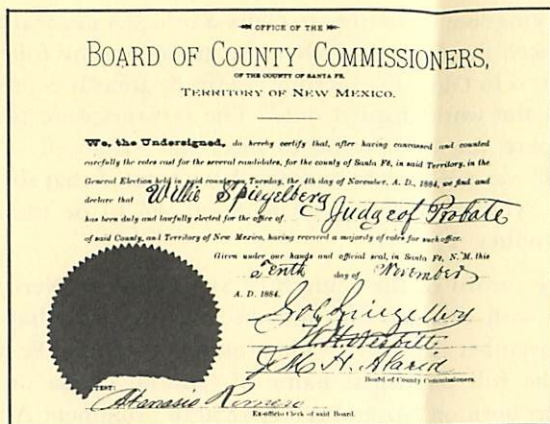 OFFICE OF THE
BOARD OF COUNTY COMMISSIONERS,
OF THE COUNTY OF SANTA FE,
TERRITORY OF NEW MEXICO.
We, the Undersigned, do hereby certify that, after having canvassed and counted
carefully the votes cast for the several candidates, for the county of Santa Fé, in said Territory, in the
General Election held in said county on Tuesday, the 4th day of November, A. D., 1884, we find and
declare that Willie Spiegelberg Judge of Probate
has been duly and lawfully elected for the office of
of said County, and Territory of New Mexico, having received a majority of votes for such office.
Given under our hands and official seal, in Santa Fé, N. M. this
Tenth day of November
A. D. 1884.
Sol Spiegelberg
H. H. Nesbitt
J. M. H. Alarid
Board of County Commissioners.
ATTEST:
Atanasio Romero
Ex-officio Clerk of said Board.